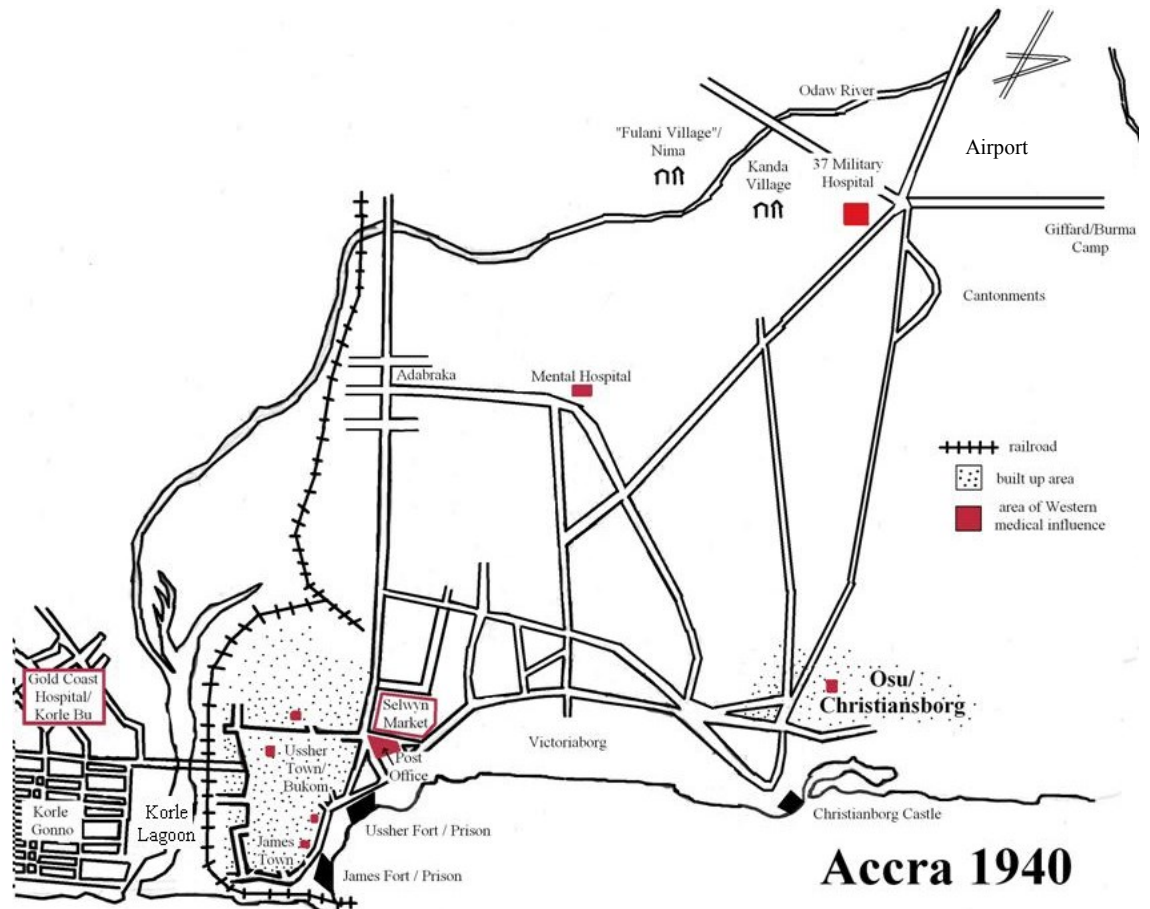 Odaw River
"Fulani Village"/
Nima
Kanda
Village
37 Military
Hospital
Airport
Giffard/Burma
Camp
Cantonments
Adabraka
Mental Hospital
railroad
built up area
area of Western
medical influence
Gold Coast
Hospital/
Korle Bu
Selwyn
Market
Osu/
Christiansborg
Ussher
Town/
Bukom
Post
Office
Victoriaborg
Korle
Gonno
Korle
Lagoon
James
Town
Ussher Fort / Prison
Christianborg Castle
James Fort / Prison
Accra 1940